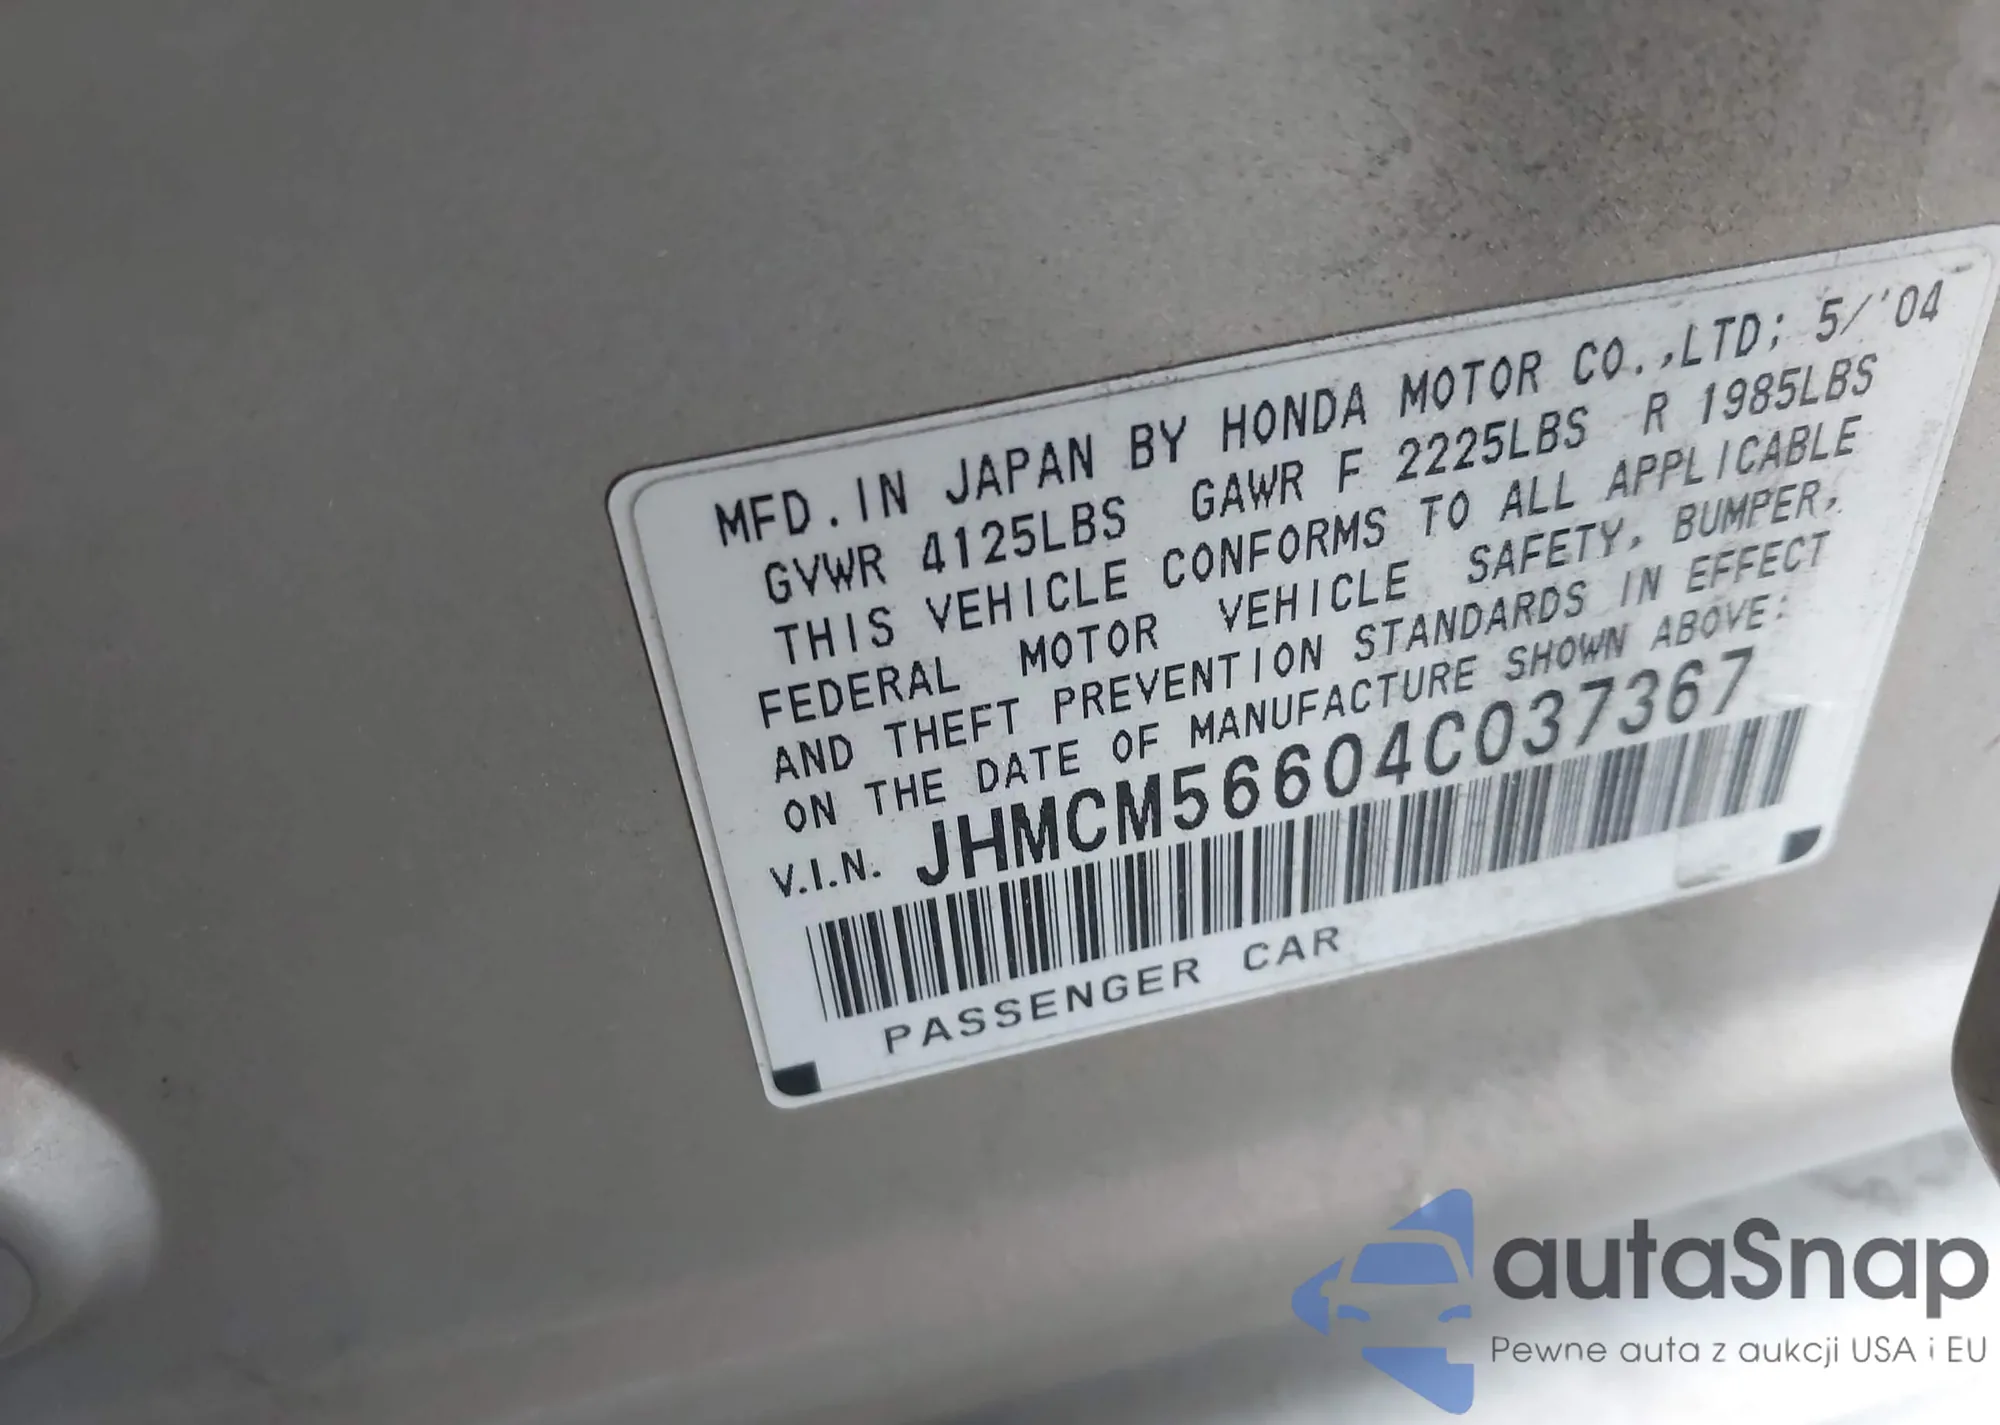 MFD.IN JAPAN BY HONDA MOTOR CO.,LTD; 5/'04
GVWR 4125LBS GAWR F 2225LBS R 1985LBS
THIS VEHICLE CONFORMS TO ALL APPLICABLE
FEDERAL MOTOR VEHICLE SAFETY, BUMPER,
AND THEFT PREVENTION STANDARDS IN EFFECT
ON THE DATE OF MANUFACTURE SHOWN ABOVE:
V.I.N. JHMCM56604C037367
PASSENGER CAR
autaSnap
Pewne auta z aukcji USA i EU